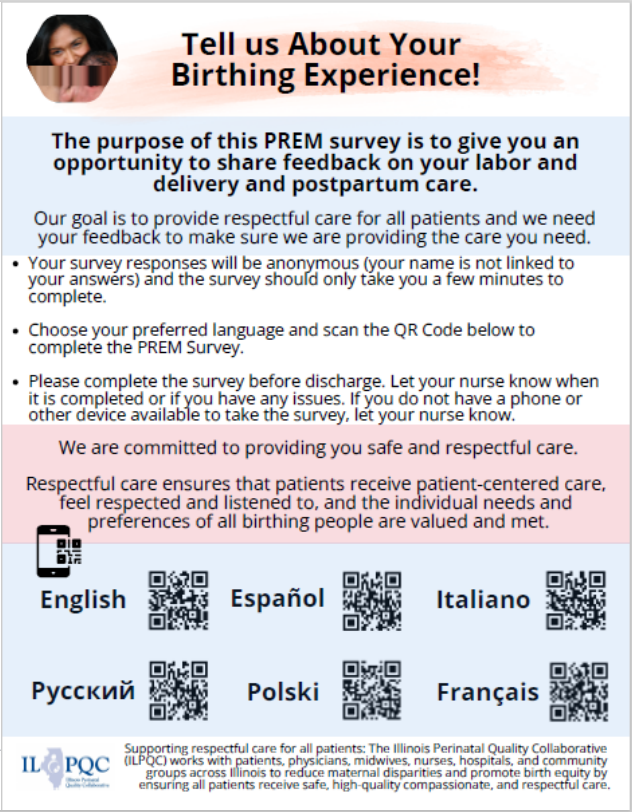 Tell us About Your
Birthing Experience!
The purpose of this PREM survey is to give you an
opportunity to share feedback on your labor and
delivery and postpartum care.
Our goal is to provide respectful care for all patients and we need
your feedback to make sure we are providing the care you need.
• Your survey responses will be anonymous (your name is not linked to
your answers) and the survey should only take you a few minutes to
complete.
• Choose your preferred language and scan the QR Code below to
complete the PREM Survey.
• Please complete the survey before discharge. Let your nurse know when
it is completed or if you have any issues. If you do not have a phone or
other device available to take the survey, let your nurse know.
We are committed to providing you safe and respectful care.
Respectful care ensures that patients receive patient-centered care,
feel respected and listened to, and the individual needs and
preferences of all birthing people are valued and met.
English Español Italiano
Русский Polski Français
IL PQC
Illinois Perinatal
Quality Collaborative
Supporting respectful care for all patients: The Illinois Perinatal Quality Collaborative
(ILPQC) works with patients, physicians, midwives, nurses, hospitals, and community
groups across Illinois to reduce maternal disparities and promote birth equity by
ensuring all patients receive safe, high-quality compassionate, and respectful care.